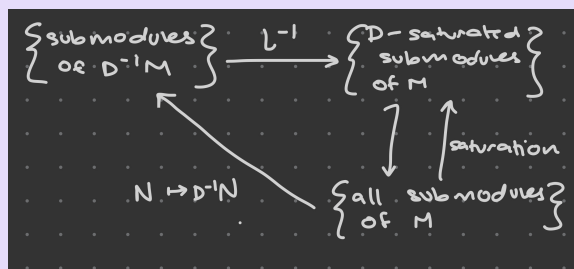 {submodules of D⁻¹M}
ι⁻¹
{D-saturated submodules of M}
saturation
N ↦ D⁻¹N
{all submodules of M}